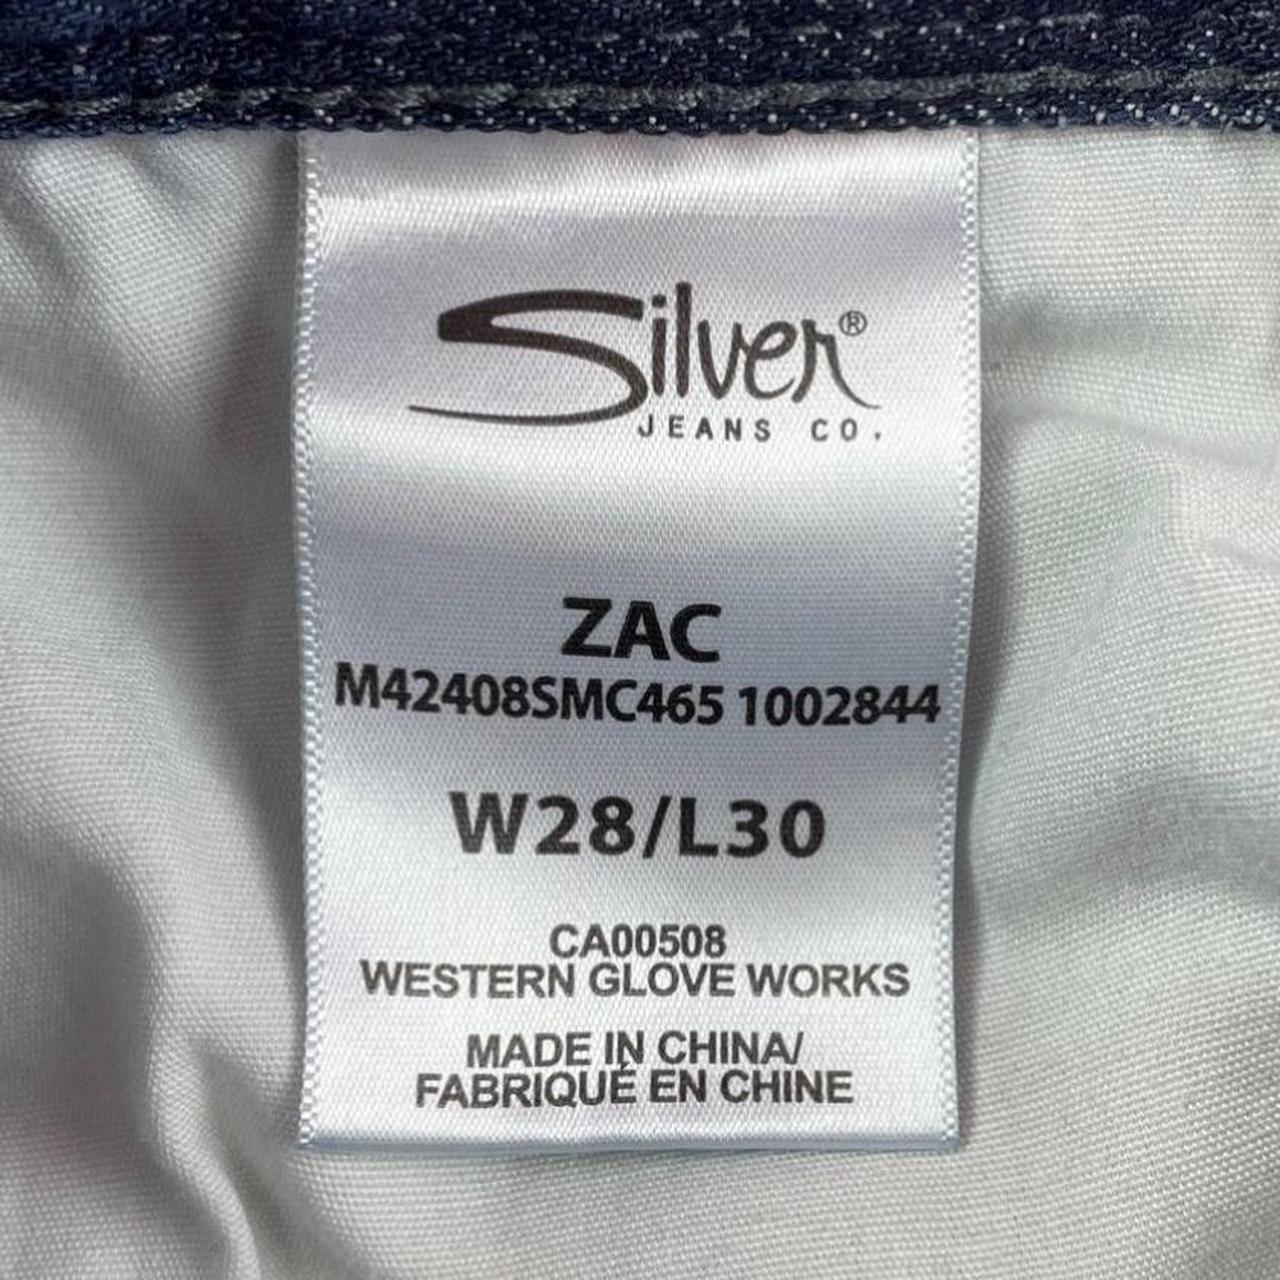 Silver®
JEANS CO.
ZAC
M42408SMC465 1002844
W28/L30
CA00508
WESTERN GLOVE WORKS
MADE IN CHINA/
FABRIQUÉ EN CHINE